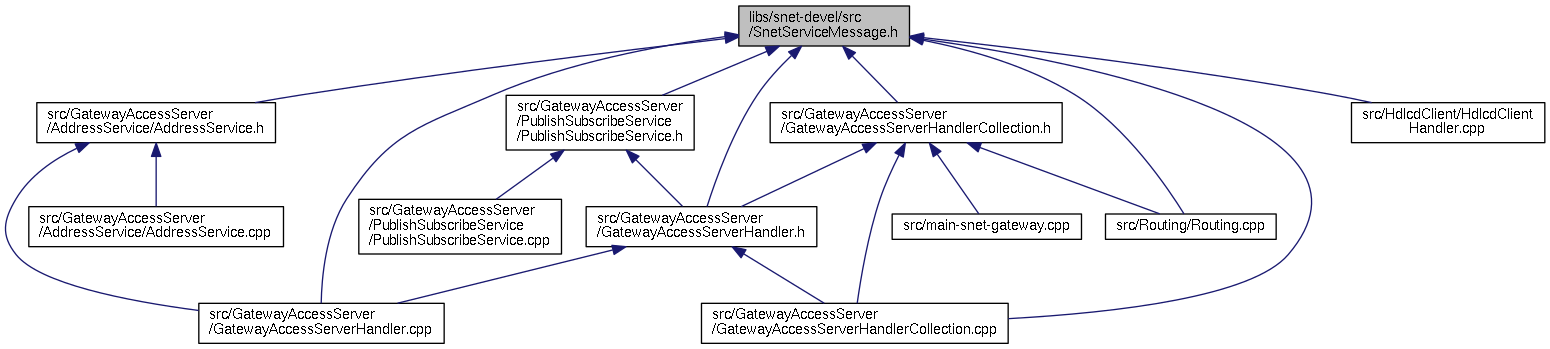 libs/snet-devel/src
/SnetServiceMessage.h
src/GatewayAccessServer
/AddressService/AddressService.h
src/GatewayAccessServer
/PublishSubscribeService
/PublishSubscribeService.h
src/GatewayAccessServer
/GatewayAccessServerHandlerCollection.h
src/HdlcdClient/HdlcdClient
Handler.cpp
src/GatewayAccessServer
/AddressService/AddressService.cpp
src/GatewayAccessServer
/PublishSubscribeService
/PublishSubscribeService.cpp
src/GatewayAccessServer
/GatewayAccessServerHandler.h
src/main-snet-gateway.cpp
src/Routing/Routing.cpp
src/GatewayAccessServer
/GatewayAccessServerHandler.cpp
src/GatewayAccessServer
/GatewayAccessServerHandlerCollection.cpp